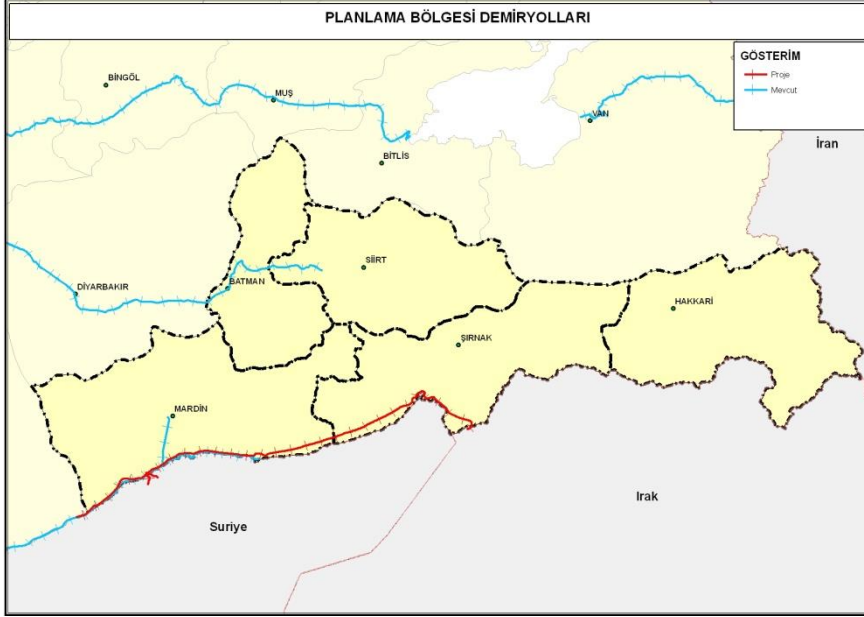 PLANLAMA BÖLGESİ DEMİRYOLLARI
GÖSTERİM
Proje
Mevcut
BİNGÖL
MUŞ
VAN
İran
BİTLİS
SİİRT
DİYARBAKIR
BATMAN
HAKKARİ
ŞIRNAK
MARDİN
Irak
Suriye